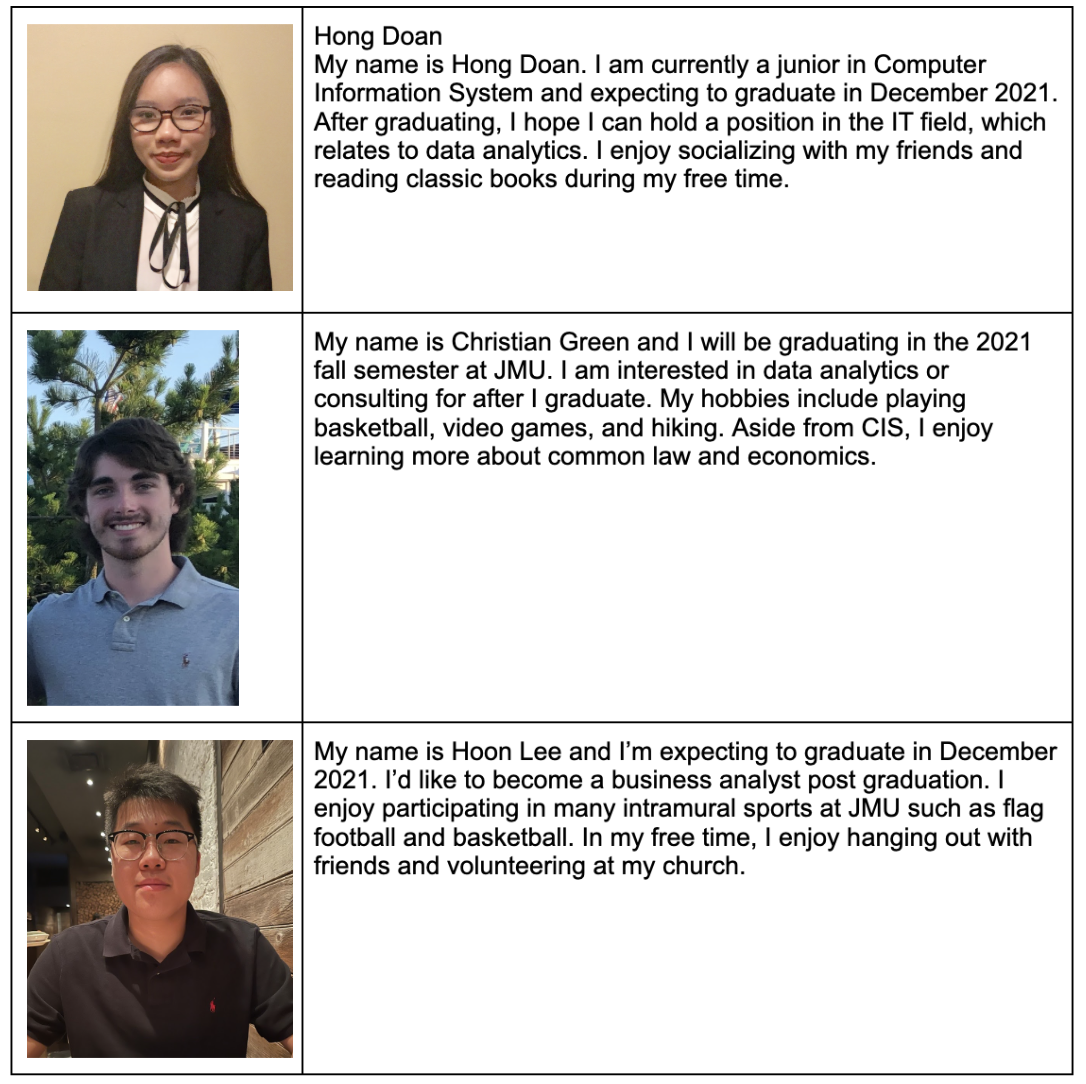 Hong Doan
My name is Hong Doan. I am currently a junior in Computer
Information System and expecting to graduate in December 2021.
After graduating, I hope I can hold a position in the IT field, which
relates to data analytics. I enjoy socializing with my friends and
reading classic books during my free time.
My name is Christian Green and I will be graduating in the 2021
fall semester at JMU. I am interested in data analytics or
consulting for after I graduate. My hobbies include playing
basketball, video games, and hiking. Aside from CIS, I enjoy
learning more about common law and economics.
My name is Hoon Lee and I’m expecting to graduate in December
2021. I’d like to become a business analyst post graduation. I
enjoy participating in many intramural sports at JMU such as flag
football and basketball. In my free time, I enjoy hanging out with
friends and volunteering at my church.